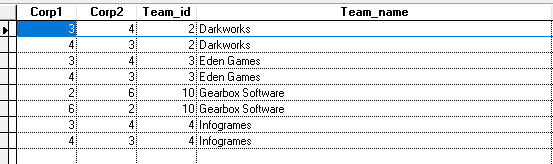 Corp1 Corp2 Team_id Team_name
3 4 2 Darkworks
4 3 2 Darkworks
3 4 3 Eden Games
4 3 3 Eden Games
2 6 10 Gearbox Software
6 2 10 Gearbox Software
3 4 4 Infogrames
4 3 4 Infogrames